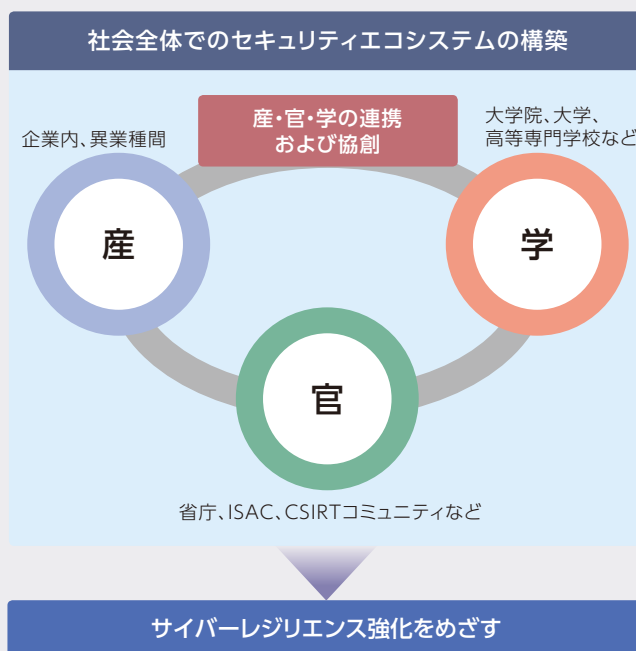 社会全体でのセキュリティエコシステムの構築
産・官・学の連携
および協創
企業内、異業種間
大学院、大学、
高等専門学校など
産
学
官
省庁、ISAC、CSIRTコミュニティなど
サイバーレジリエンス強化をめざす